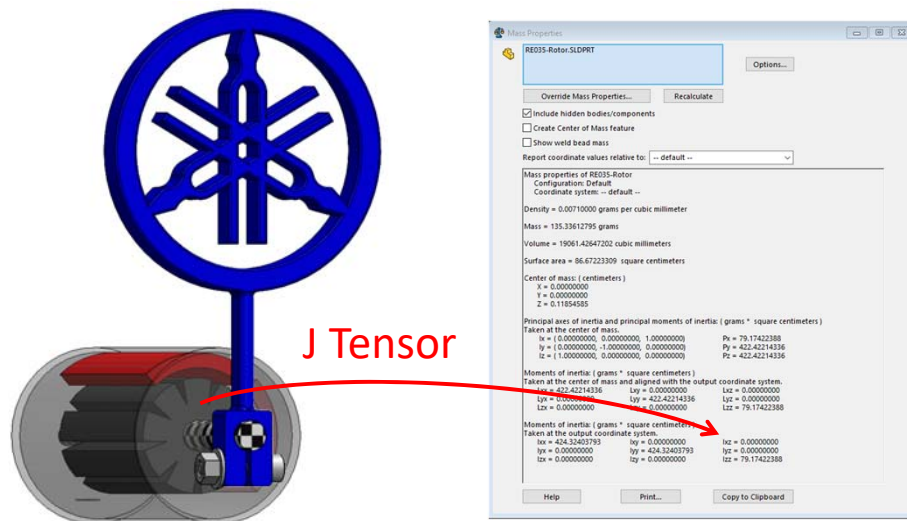 J Tensor
Mass Properties
RE035-Rotor.SLDPRT
Options...
Override Mass Properties...
Recalculate
Include hidden bodies/components
Create Center of Mass feature
Show weld bead mass
Report coordinate values relative to: -- default --
Mass properties of RE035-Rotor
Configuration: Default
Coordinate system: -- default --
Density = 0.00710000 grams per cubic millimeter
Mass = 135.33612795 grams
Volume = 19061.42647202 cubic millimeters
Surface area = 86.67223309 square centimeters
Center of mass: ( centimeters )
X = 0.00000000
Y = 0.00000000
Z = 0.11854585
Principal axes of inertia and principal moments of inertia: ( grams * square centimeters )
Taken at the center of mass.
Ix = ( 0.00000000, 0.00000000, 1.00000000) Px = 79.17422388
Iy = ( 0.00000000, -1.00000000, 0.00000000) Py = 422.42214336
Iz = ( 1.00000000, 0.00000000, 0.00000000) Pz = 422.42214336
Moments of inertia: ( grams * square centimeters )
Taken at the center of mass and aligned with the output coordinate system.
Lxx = 422.42214336 Lxy = 0.00000000 Lxz = 0.00000000
Lyx = 0.00000000 Lyy = 422.42214336 Lyz = 0.00000000
Lzx = 0.00000000 Lzy = 0.00000000 Lzz = 79.17422388
Moments of inertia: ( grams * square centimeters )
Taken at the output coordinate system.
Ixx = 424.32403793 Ixy = 0.00000000 Ixz = 0.00000000
Iyx = 0.00000000 Iyy = 424.32403793 Iyz = 0.00000000
Izx = 0.00000000 Izy = 0.00000000 Izz = 79.17422388
Help
Print...
Copy to Clipboard